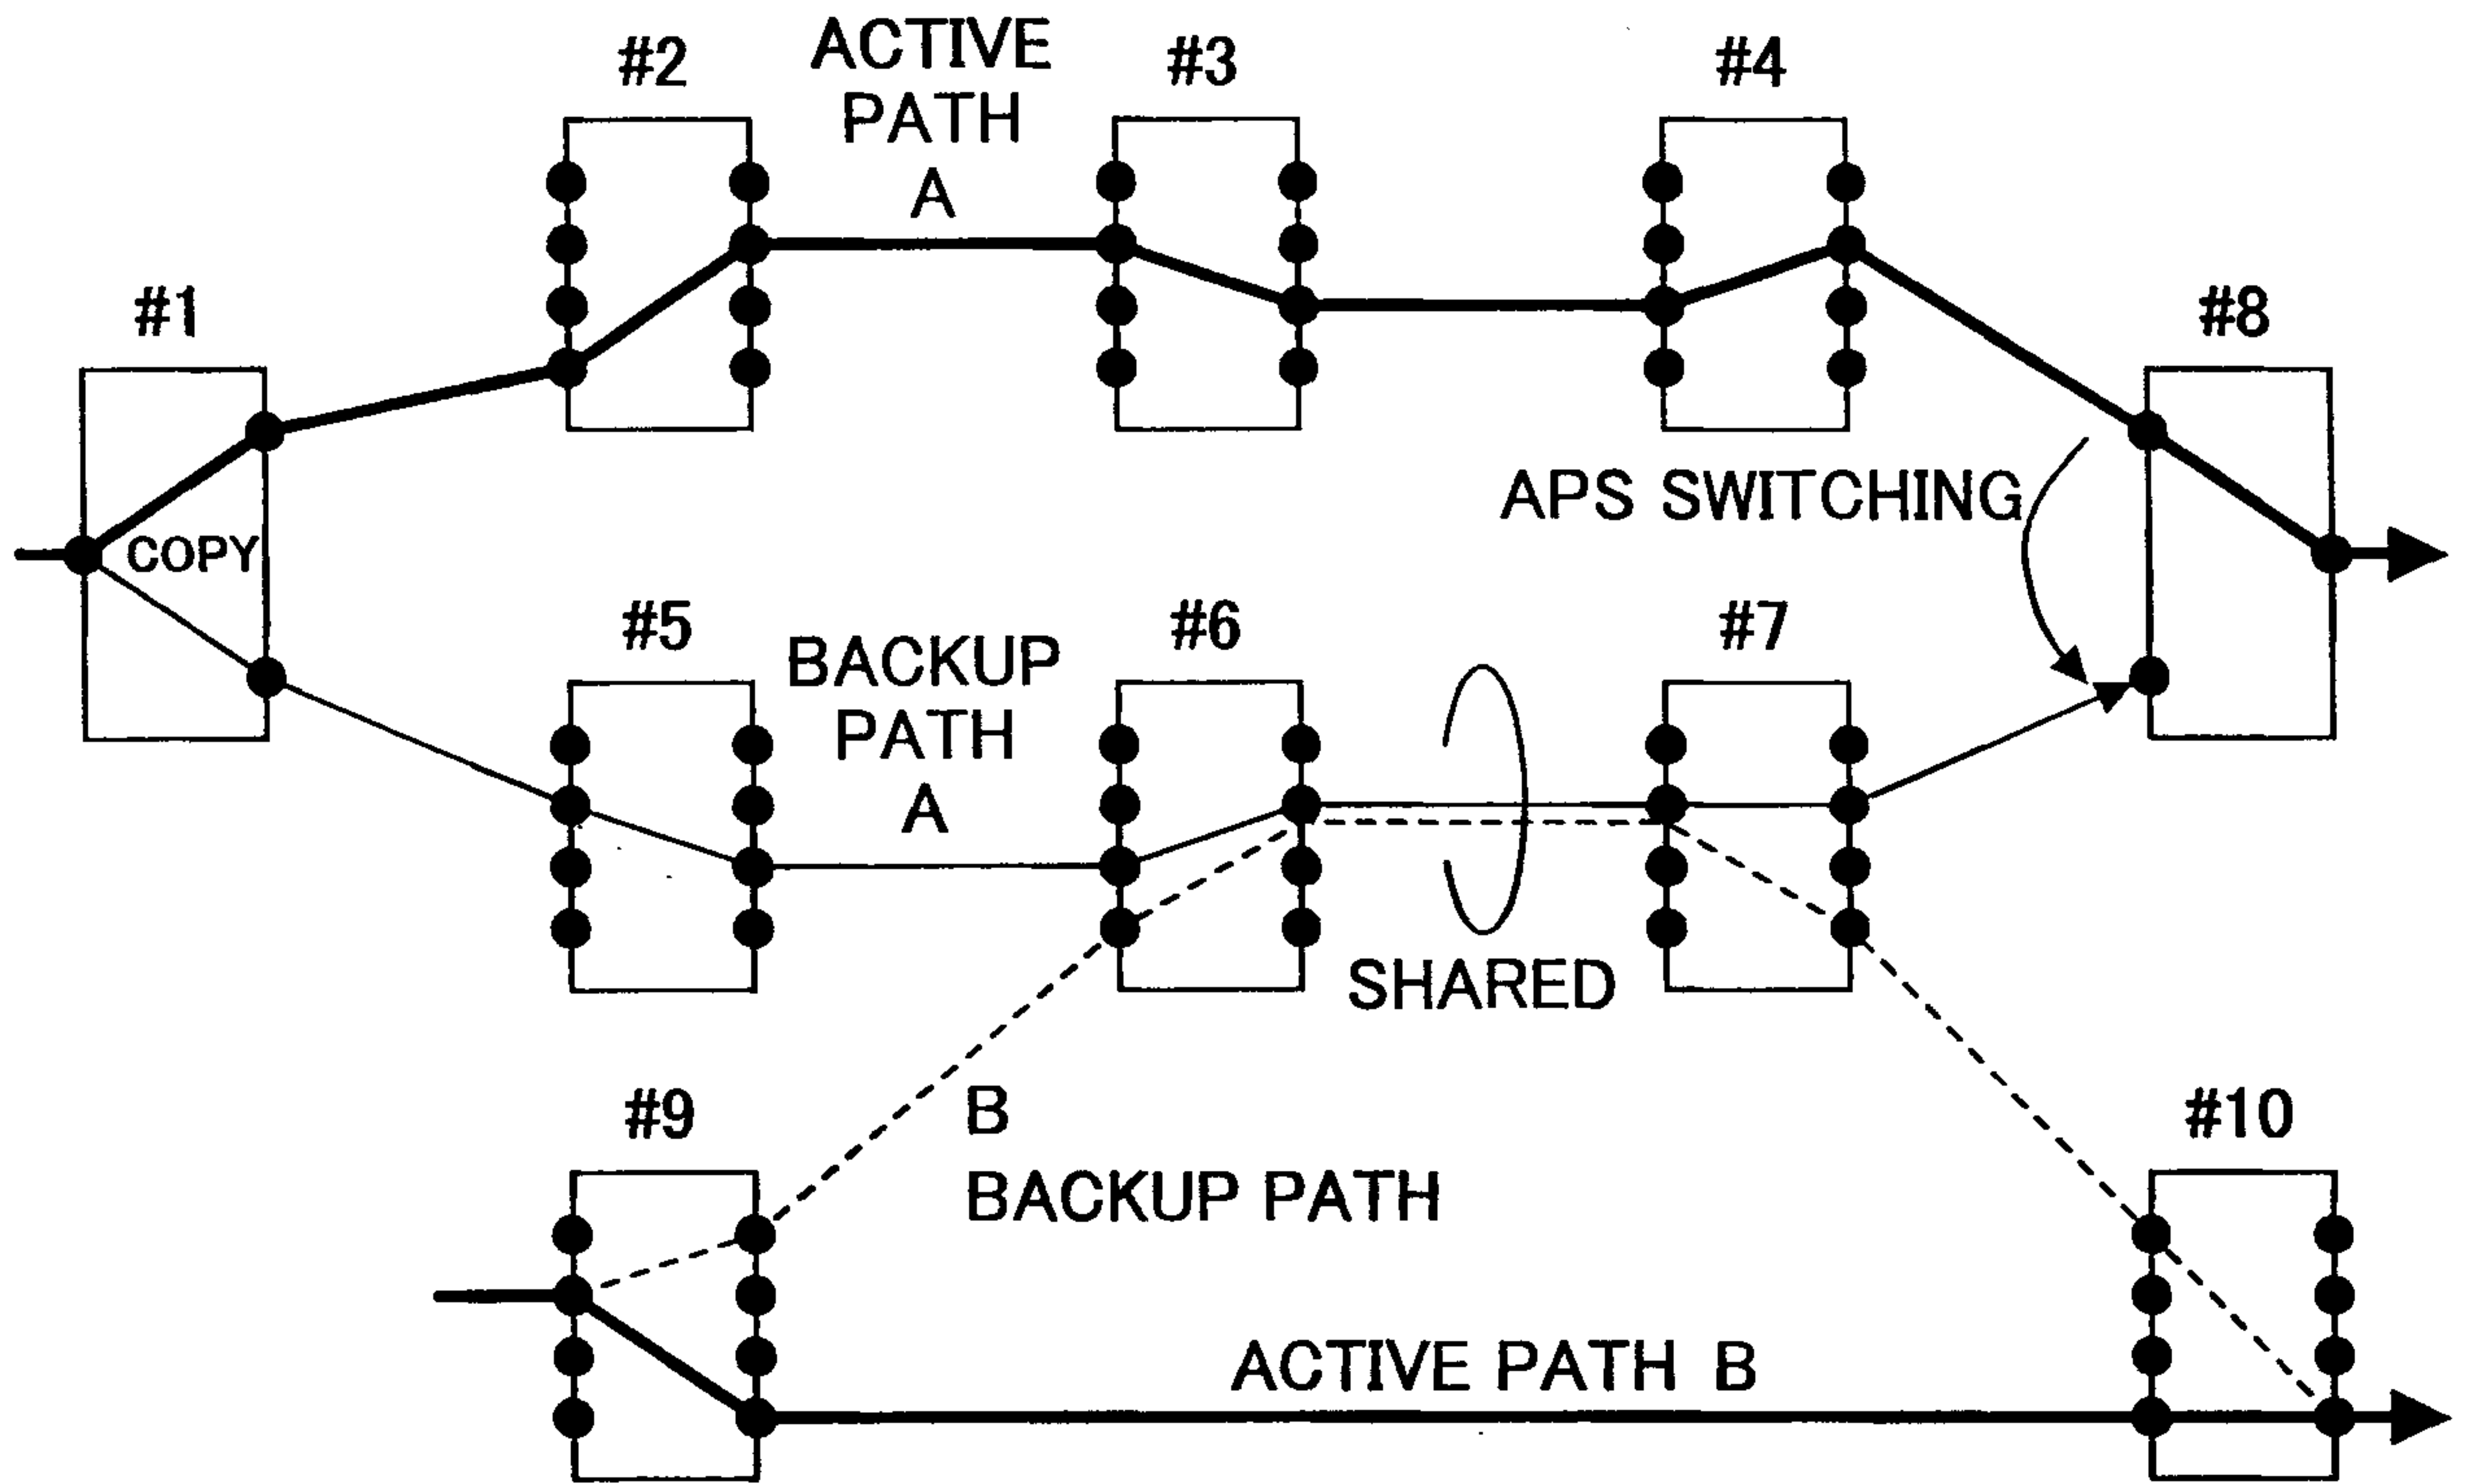 #2
ACTIVE
PATH
A
#3
#4
#1
#8
COPY
APS SWITCHING
#5
BACKUP
PATH
A
#6
#7
SHARED
#9
B
BACKUP PATH
#10
ACTIVE PATH B